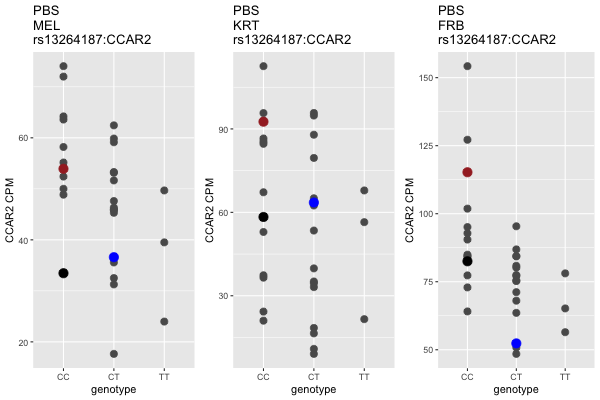 PBS
MEL
rs13264187:CCAR2
CCAR2 CPM
60
40
20
CC
CT
TT
genotype
PBS
KRT
rs13264187:CCAR2
CCAR2 CPM
90
60
30
CC
CT
TT
genotype
PBS
FRB
rs13264187:CCAR2
CCAR2 CPM
150
125
100
75
50
CC
CT
TT
genotype